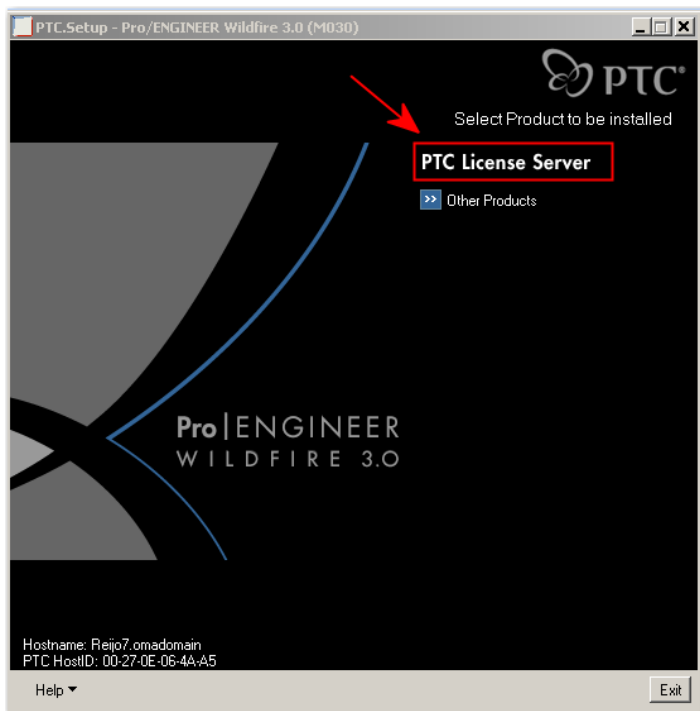 PTC.Setup - Pro/ENGINEER Wildfire 3.0 (M030)
PTC®
Select Product to be installed
PTC License Server
>> Other Products
Pro|ENGINEER
WILDFIRE 3.0
Hostname: Reijo7.omadomain
PTC HostID: 00-27-0E-06-4A-A5
Help
Exit